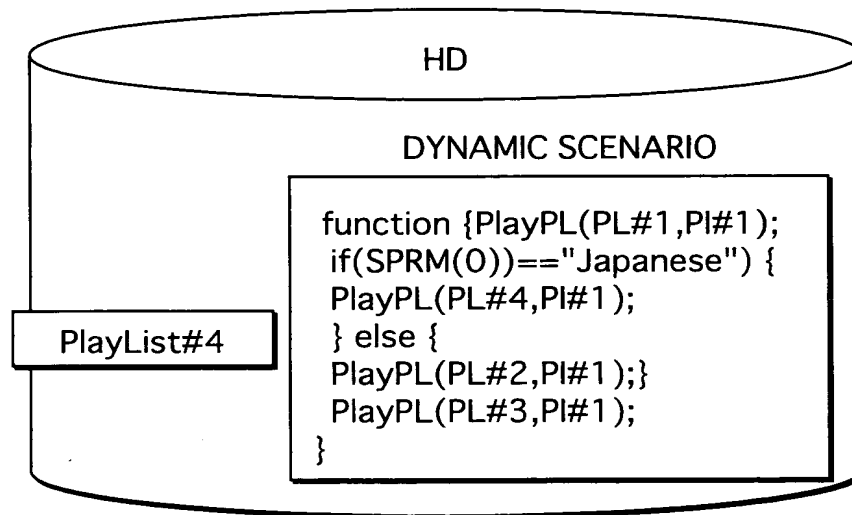 HD
DYNAMIC SCENARIO
function {PlayPL(PL#1,PI#1);
if(SPRM(0))=="Japanese") {
PlayPL(PL#4,PI#1);
} else {
PlayPL(PL#2,PI#1);}
PlayPL(PL#3,PI#1);
}
PlayList#4